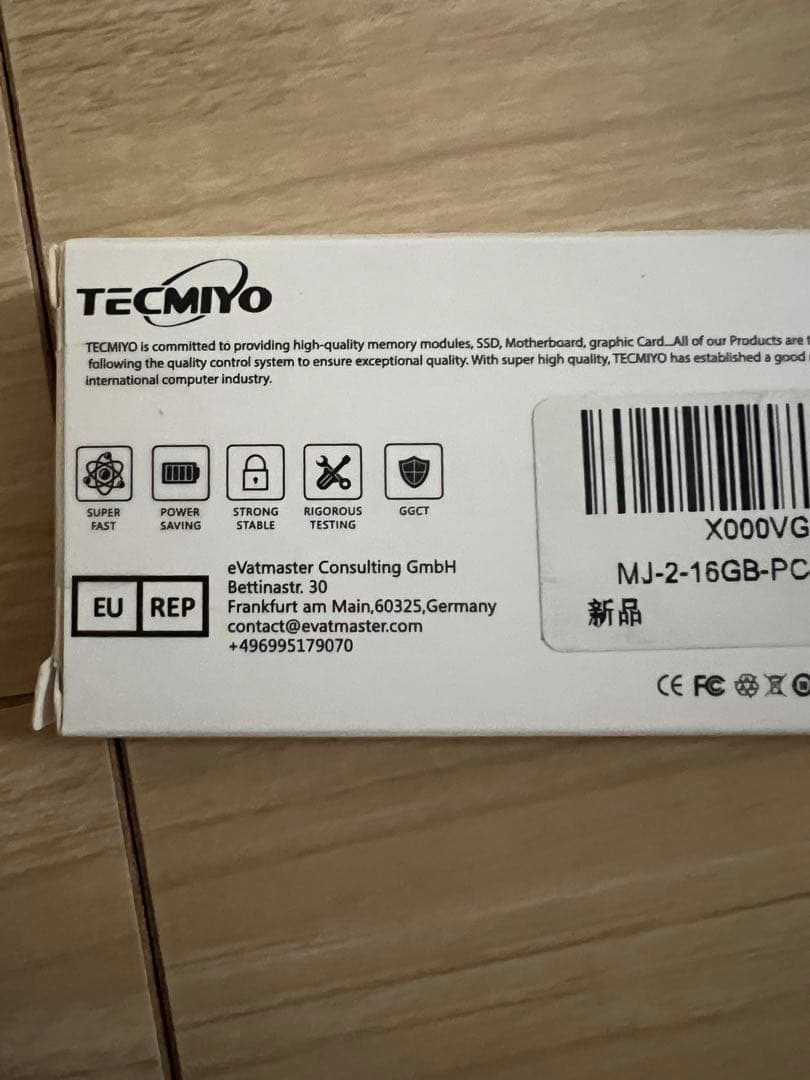 TECMIYO
TECMIYO is committed to providing high-quality memory modules, SSD, Motherboard, graphic Card...All of our Products are
following the quality control system to ensure exceptional quality. With super high quality, TECMIYO has established a good
international computer industry.
SUPER FAST
POWER SAVING
STRONG STABLE
RIGOROUS TESTING
GGCT
EU REP
eVatmaster Consulting GmbH
Bettinastr. 30
Frankfurt am Main,60325,Germany
contact@evatmaster.com
+496995179070
X000VG
MJ-2-16GB-PC
新品
CE FC